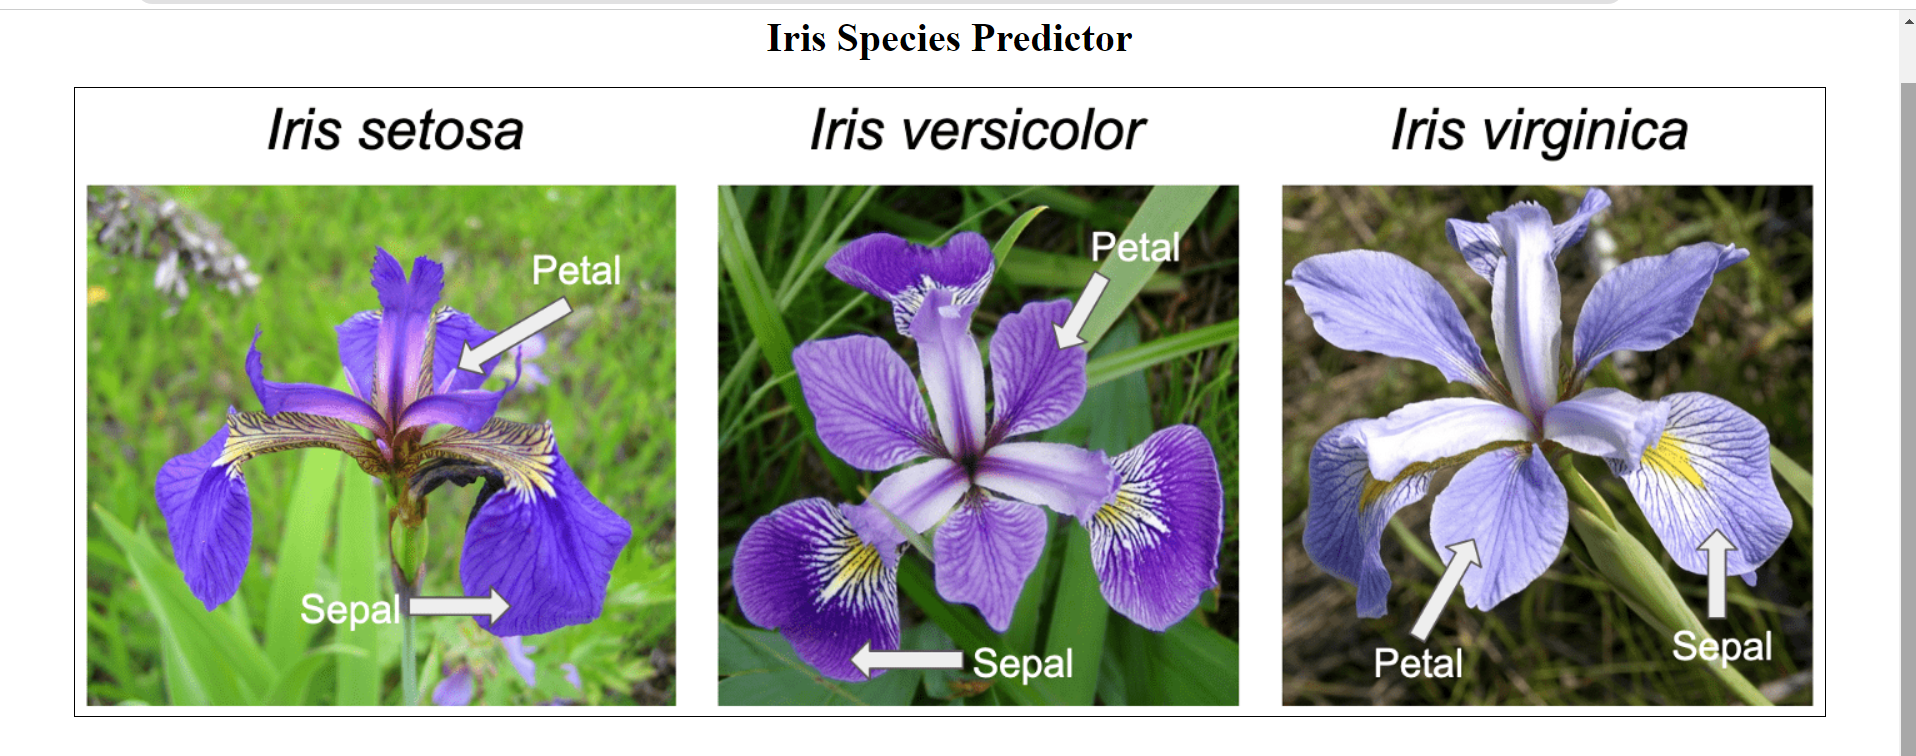 Iris Species Predictor
Iris setosa
Iris versicolor
Iris virginica
Petal
Sepal
Petal
Sepal
Petal
Sepal